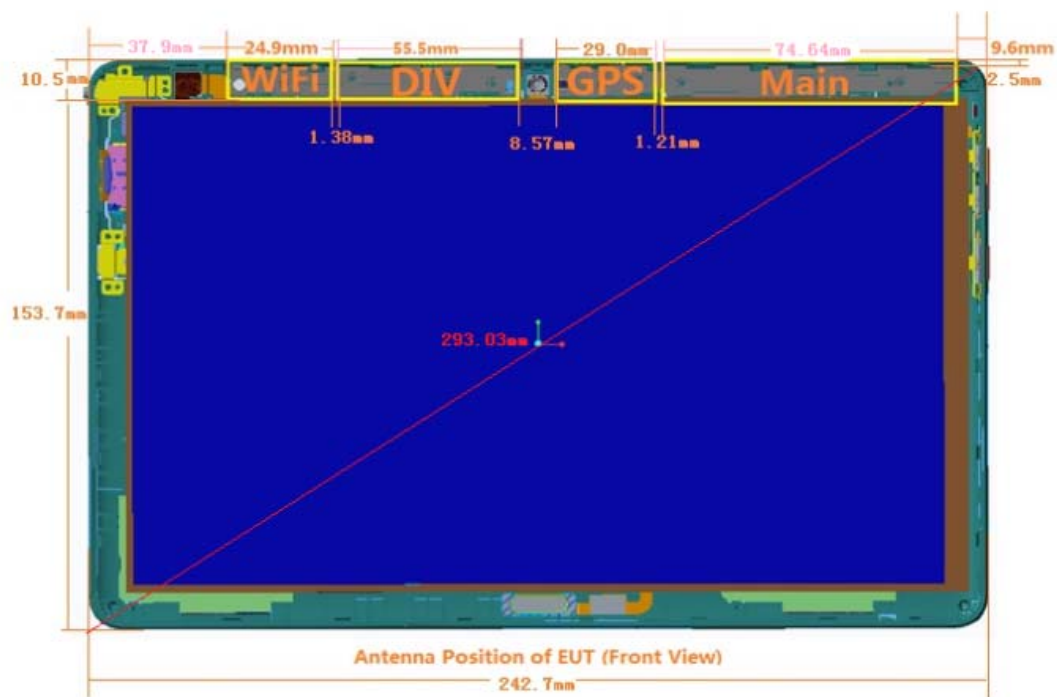 37.9mm 24.9mm 55.5mm 29.0mm 74.64mm 9.6mm
10.5mm WiFi DIV GPS Main 2.5mm
1.38mm 8.57mm 1.21mm
153.7mm
293.03mm
Antenna Position of EUT (Front View)
242.7mm